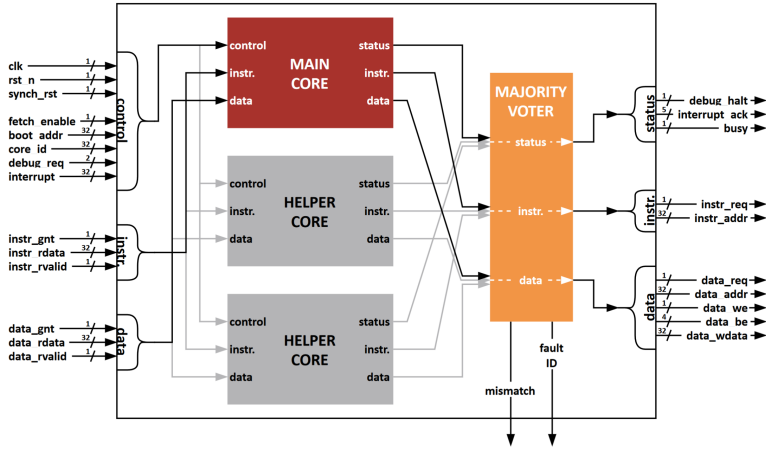 clk 1
rst_n 1
synch_rst 1
fetch_enable 1
boot_addr 32
core_id 32
debug_req 2
interrupt 32
control
instr_gnt 1
instr_rdata 32
instr_rvalid 1
instr.
data_gnt 1
data_rdata 32
data_rvalid 1
data
control
instr.
data
MAIN
CORE
status
instr.
data
control
instr.
data
HELPER
CORE
status
instr.
data
control
instr.
data
HELPER
CORE
status
instr.
data
MAJORITY
VOTER
status
instr.
data
mismatch
fault
ID
status
1 debug_halt
5 interrupt_ack
1 busy
instr.
1 instr_req
32 instr_addr
data
1 data_req
32 data_addr
1 data_we
4 data_be
32 data_wdata